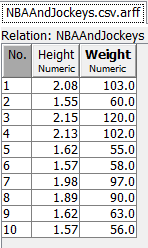 NBAAndJockeys.csv.arff
Relation: NBAAndJockeys
No. Height Weight
Numeric Numeric
1 2.08 103.0
2 1.55 60.0
3 2.15 120.0
4 2.13 102.0
5 1.62 55.0
6 1.57 58.0
7 1.98 97.0
8 1.89 90.0
9 1.62 63.0
10 1.57 56.0